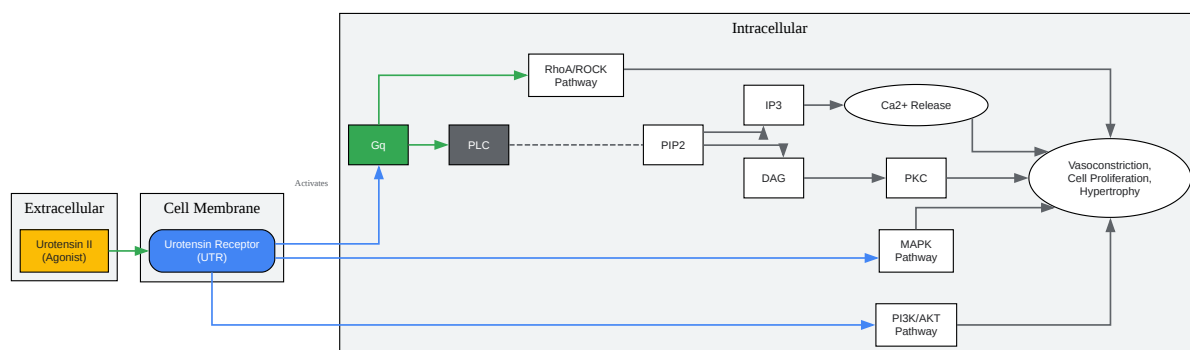 Intracellular
RhoA/ROCK
Pathway
IP3
Ca2+ Release
Gq
PLC
PIP2
DAG
PKC
Vasoconstriction,
Cell Proliferation,
Hypertrophy
Activates
Extracellular
Cell Membrane
Urotensin II
(Agonist)
Urotensin Receptor
(UTR)
MAPK
Pathway
PI3K/AKT
Pathway